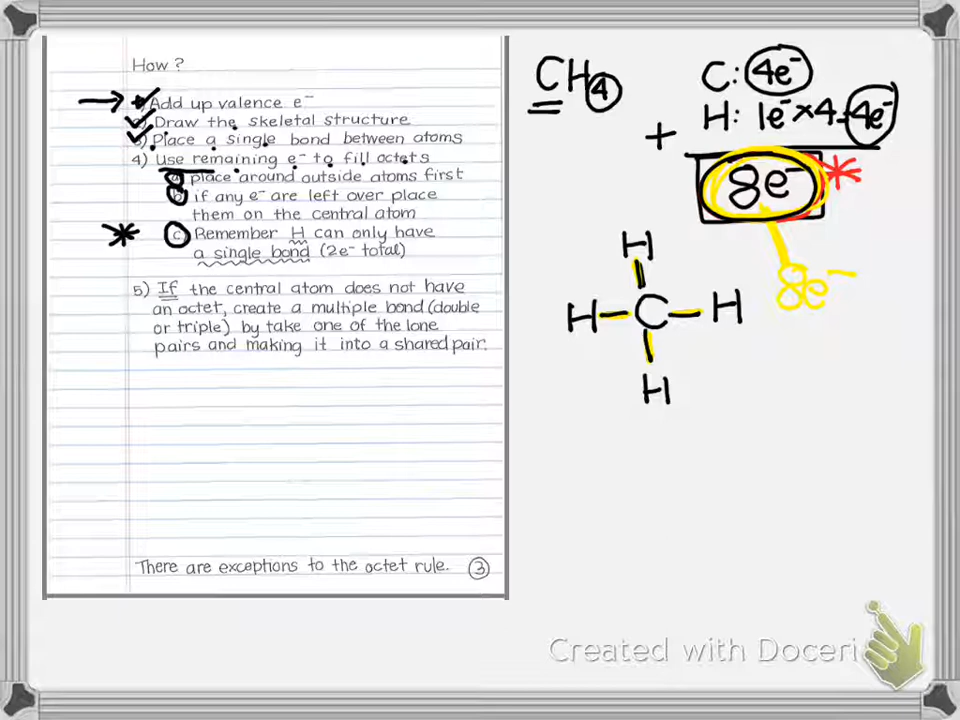 How?
1) Add up valence e⁻
2) Draw the skeletal structure
3) Place a single bond between atoms
4) Use remaining e⁻ to fill octets
a) place around outside atoms first
b) if any e⁻ are left over place
them on the central atom
* c) Remember H can only have
a single bond (2e⁻ total)
5) If the central atom does not have
an octet, create a multiple bond (double
or triple) by take one of the lone
pairs and making it into a shared pair.
There are exceptions to the octet rule. 3
CH4
C: 4e⁻
H: 1e⁻ x 4 = 4e⁻
+
8e⁻ *
8e⁻
H
H - C - H
H
Created with Doceri